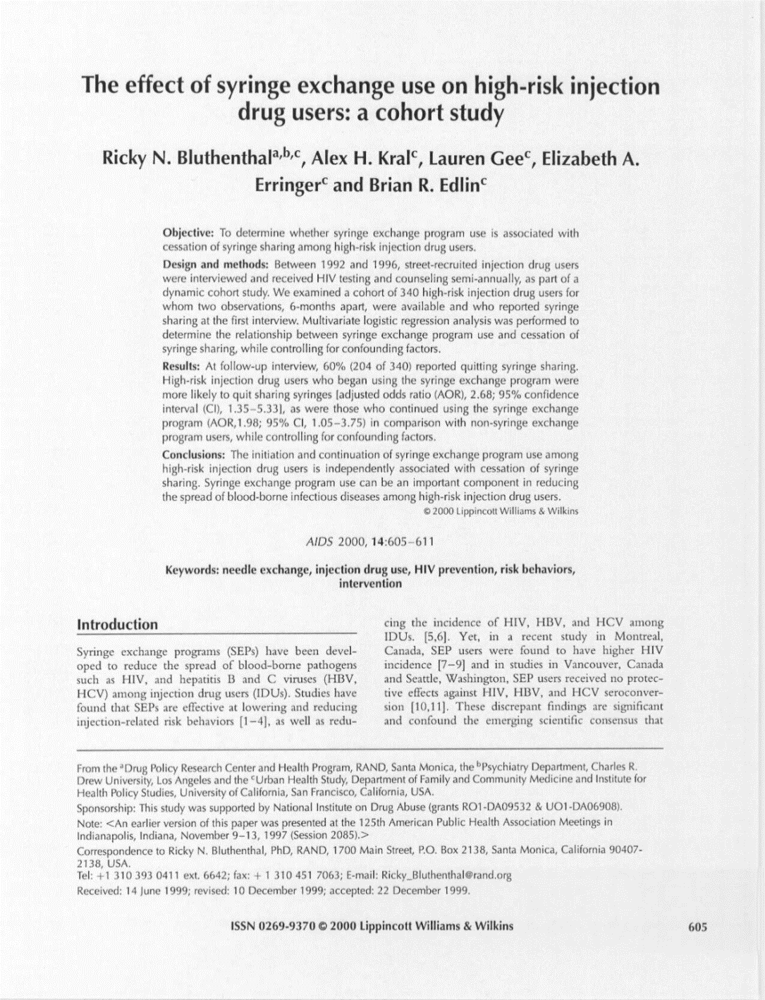 The effect of syringe exchange use on high-risk injection
drug users: a cohort study
Ricky N. Bluthenthalᵃ,ᵇ,ᶜ, Alex H. Kralᶜ, Lauren Geeᶜ, Elizabeth A.
Erringerᶜ and Brian R. Edlinᶜ
Objective: To determine whether syringe exchange program use is associated with
cessation of syringe sharing among high-risk injection drug users.
Design and methods: Between 1992 and 1996, street-recruited injection drug users
were interviewed and received HIV testing and counseling semi-annually, as part of a
dynamic cohort study. We examined a cohort of 340 high-risk injection drug users for
whom two observations, 6-months apart, were available and who reported syringe
sharing at the first interview. Multivariate logistic regression analysis was performed to
determine the relationship between syringe exchange program use and cessation of
syringe sharing, while controlling for confounding factors.
Results: At follow-up interview, 60% (204 of 340) reported quitting syringe sharing.
High-risk injection drug users who began using the syringe exchange program were
more likely to quit sharing syringes [adjusted odds ratio (AOR), 2.68; 95% confidence
interval (CI), 1.35–5.33], as were those who continued using the syringe exchange
program (AOR,1.98; 95% CI, 1.05–3.75) in comparison with non-syringe exchange
program users, while controlling for confounding factors.
Conclusions: The initiation and continuation of syringe exchange program use among
high-risk injection drug users is independently associated with cessation of syringe
sharing. Syringe exchange program use can be an important component in reducing
the spread of blood-borne infectious diseases among high-risk injection drug users.
© 2000 Lippincott Williams & Wilkins
AIDS 2000, 14:605–611
Keywords: needle exchange, injection drug use, HIV prevention, risk behaviors,
intervention
Introduction
Syringe exchange programs (SEPs) have been devel-
oped to reduce the spread of blood-borne pathogens
such as HIV, and hepatitis B and C viruses (HBV,
HCV) among injection drug users (IDUs). Studies have
found that SEPs are effective at lowering and reducing
injection-related risk behaviors [1–4], as well as redu-
cing the incidence of HIV, HBV, and HCV among
IDUs. [5,6]. Yet, in a recent study in Montreal,
Canada, SEP users were found to have higher HIV
incidence [7–9] and in studies in Vancouver, Canada
and Seattle, Washington, SEP users received no protec-
tive effects against HIV, HBV, and HCV seroconver-
sion [10,11]. These discrepant findings are significant
and confound the emerging scientific consensus that
From the ᵃDrug Policy Research Center and Health Program, RAND, Santa Monica, the ᵇPsychiatry Department, Charles R.
Drew University, Los Angeles and the ᶜUrban Health Study, Department of Family and Community Medicine and Institute for
Health Policy Studies, University of California, San Francisco, California, USA.
Sponsorship: This study was supported by National Institute on Drug Abuse (grants RO1-DA09532 & UO1-DA06908).
Note: <An earlier version of this paper was presented at the 125th American Public Health Association Meetings in
Indianapolis, Indiana, November 9–13, 1997 (Session 2085).>
Correspondence to Ricky N. Bluthenthal, PhD, RAND, 1700 Main Street, P.O. Box 2138, Santa Monica, California 90407-
2138, USA.
Tel: +1 310 393 0411 ext. 6642; fax: + 1 310 451 7063; E-mail: Ricky_Bluthenthal@rand.org
Received: 14 June 1999; revised: 10 December 1999; accepted: 22 December 1999.
ISSN 0269-9370 © 2000 Lippincott Williams & Wilkins
605